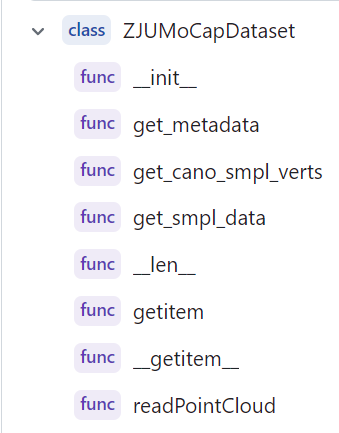 class ZJUMoCapDataset
func __init__
func get_metadata
func get_cano_smpl_verts
func get_smpl_data
func __len__
func getitem
func __getitem__
func readPointCloud